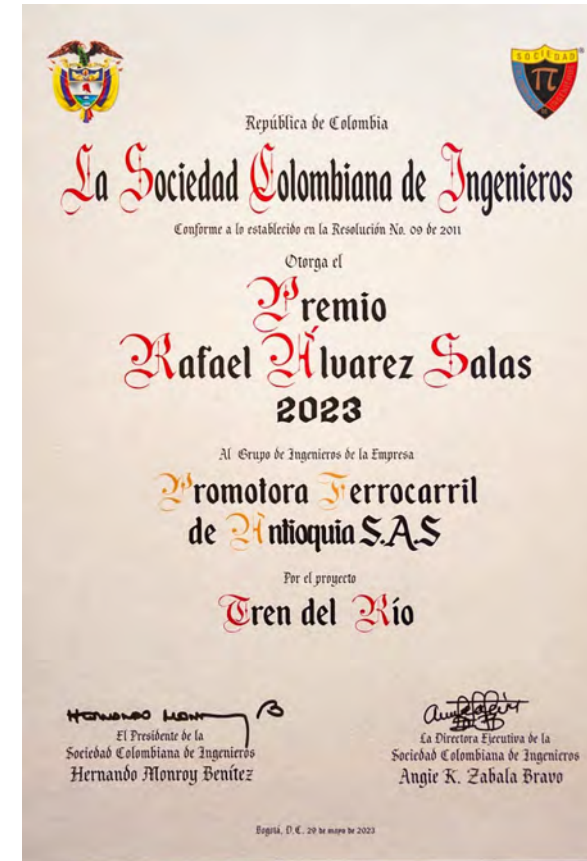 SOCIEDAD
π
República de Colombia
La Sociedad Colombiana de Ingenieros
Conforme a lo establecido en la Resolución No. 09 de 2011
Otorga el
Premio
Rafael Álvarez Salas
2023
Al Grupo de Ingenieros de la Empresa
Promotora Ferrocarril
de Antioquia S.A.S
Por el proyecto
Tren del Río
El Presidente de la
Sociedad Colombiana de Ingenieros
Hernando Monroy Benítez
La Directora Ejecutiva de la
Sociedad Colombiana de Ingenieros
Angie K. Zabala Bravo
Bogotá, D.C. 29 de mayo de 2023